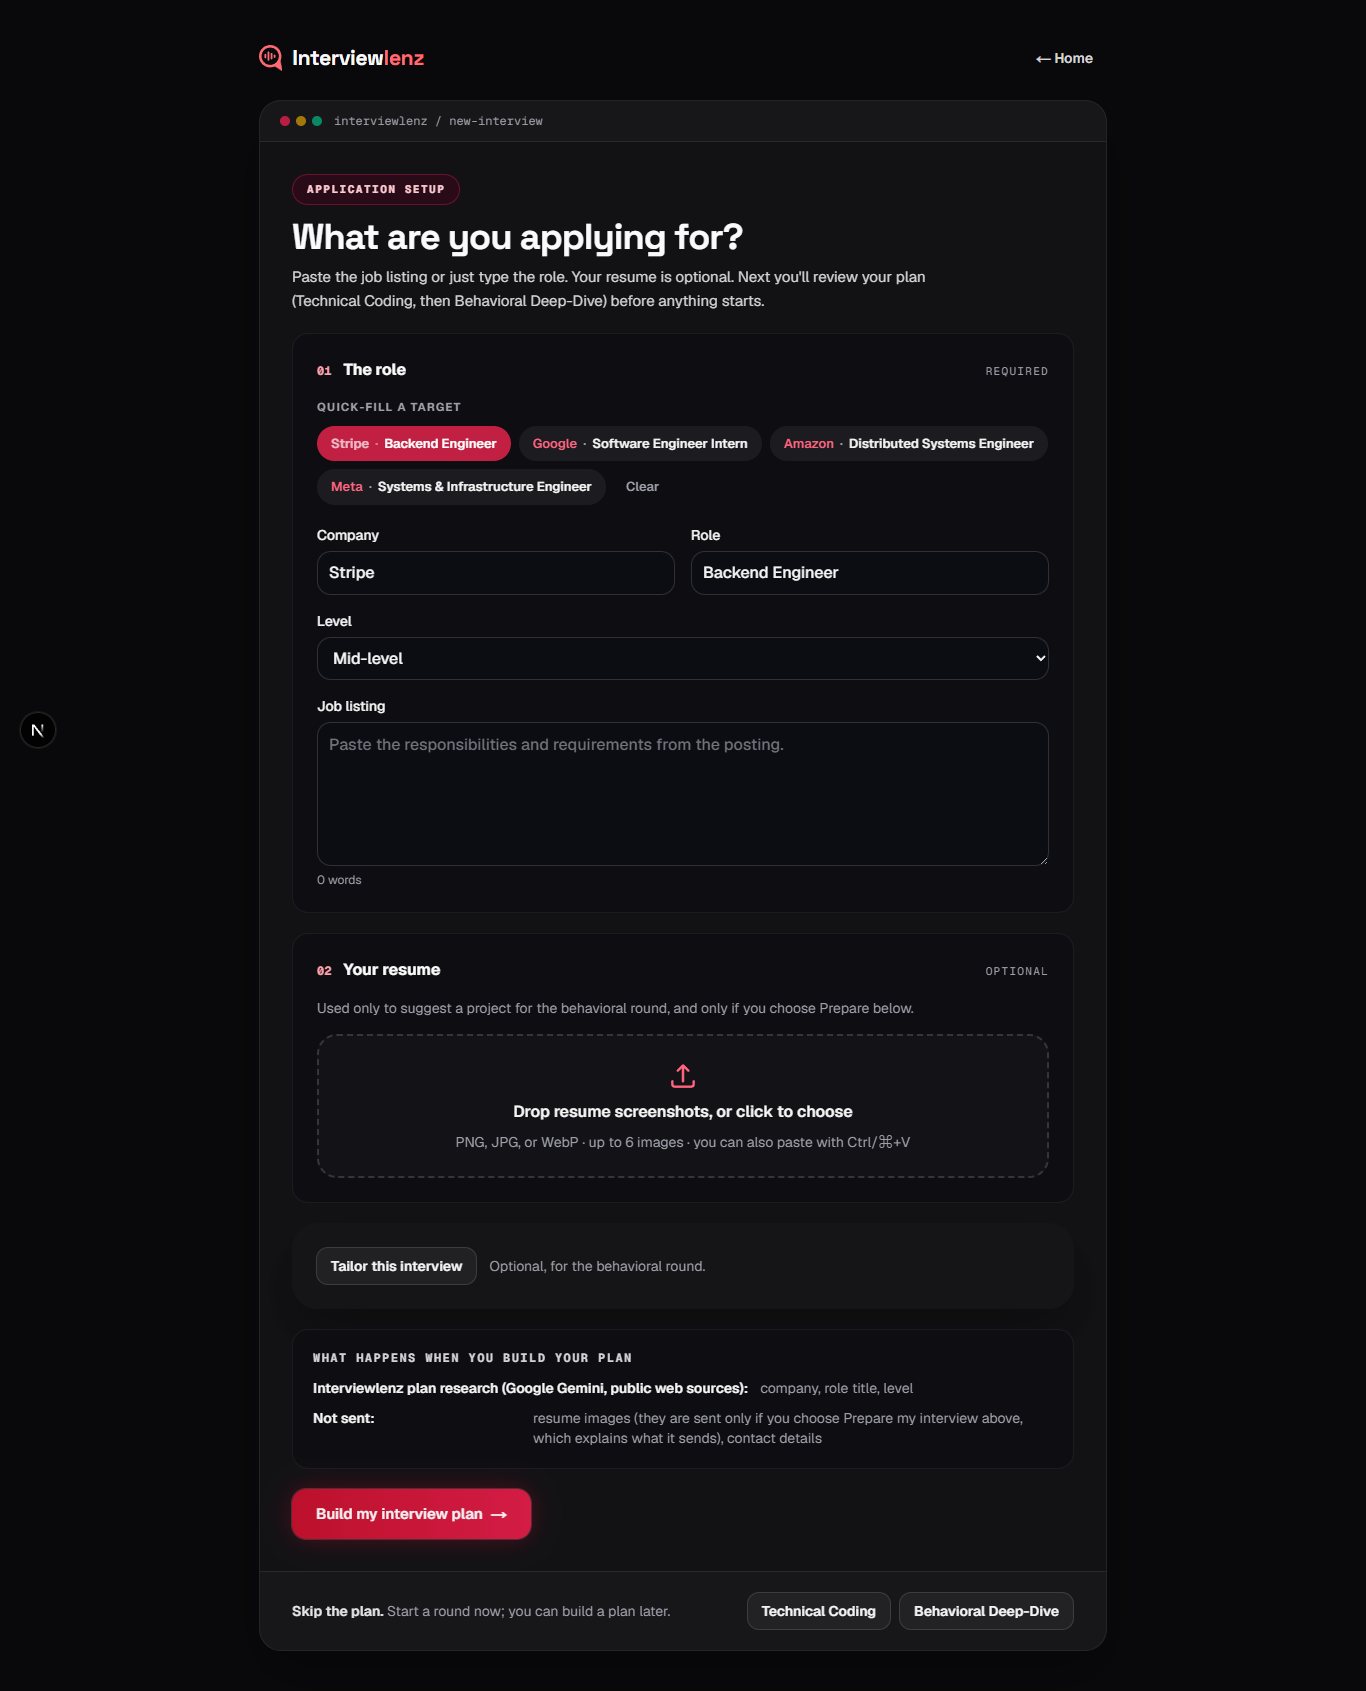 Interviewlenz
← Home
interviewlenz / new-interview
APPLICATION SETUP
What are you applying for?
Paste the job listing or just type the role. Your resume is optional. Next you'll review your plan
(Technical Coding, then Behavioral Deep-Dive) before anything starts.
01 The role
REQUIRED
QUICK-FILL A TARGET
Stripe · Backend Engineer
Google · Software Engineer Intern
Amazon · Distributed Systems Engineer
Meta · Systems & Infrastructure Engineer
Clear
Company
Role
Stripe
Backend Engineer
Level
Mid-level
Job listing
Paste the responsibilities and requirements from the posting.
0 words
N
02 Your resume
OPTIONAL
Used only to suggest a project for the behavioral round, and only if you choose Prepare below.
Drop resume screenshots, or click to choose
PNG, JPG, or WebP · up to 6 images · you can also paste with Ctrl/⌘+V
Tailor this interview
Optional, for the behavioral round.
WHAT HAPPENS WHEN YOU BUILD YOUR PLAN
Interviewlenz plan research (Google Gemini, public web sources): company, role title, level
Not sent: resume images (they are sent only if you choose Prepare my interview above,
which explains what it sends), contact details
Build my interview plan →
Skip the plan. Start a round now; you can build a plan later.
Technical Coding
Behavioral Deep-Dive